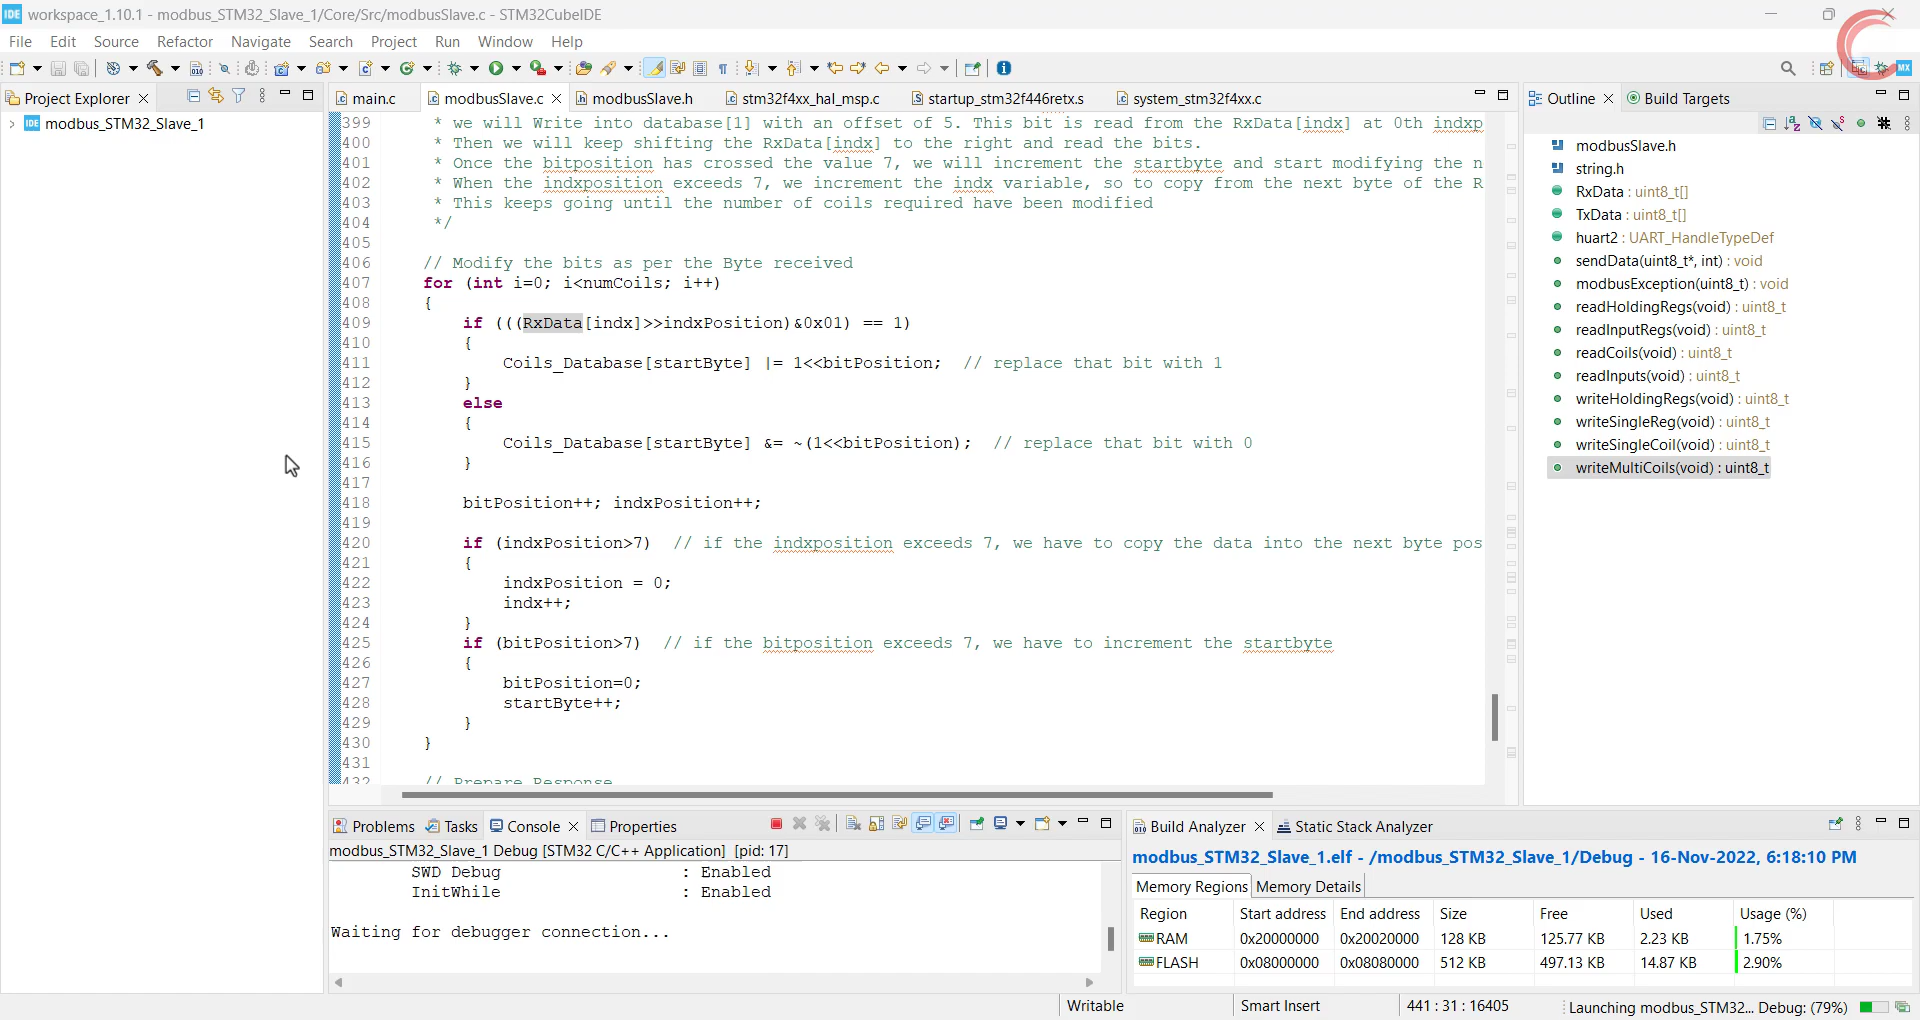 IDE workspace_1.10.1 - modbus_STM32_Slave_1/Core/Src/modbusSlave.c - STM32CubeIDE
File Edit Source Refactor Navigate Search Project Run Window Help
Project Explorer
IDE modbus_STM32_Slave_1
main.c modbusSlave.c modbusSlave.h stm32f4xx_hal_msp.c startup_stm32f446retx.s system_stm32f4xx.c
399 * we will Write into database[1] with an offset of 5. This bit is read from the RxData[indx] at 0th indxp
400 * Then we will keep shifting the RxData[indx] to the right and read the bits.
401 * Once the bitposition has crossed the value 7, we will increment the startbyte and start modifying the n
402 * When the indxposition exceeds 7, we increment the indx variable, so to copy from the next byte of the R
403 * This keeps going until the number of coils required have been modified
404 */
405
406 // Modify the bits as per the Byte received
407 for (int i=0; i<numCoils; i++)
408 {
409 if (((RxData[indx]>>indxPosition)&0x01) == 1)
410 {
411 Coils_Database[startByte] |= 1<<bitPosition; // replace that bit with 1
412 }
413 else
414 {
415 Coils_Database[startByte] &= ~(1<<bitPosition); // replace that bit with 0
416 }
417
418 bitPosition++; indxPosition++;
419
420 if (indxPosition>7) // if the indxposition exceeds 7, we have to copy the data into the next byte pos
421 {
422 indxPosition = 0;
423 indx++;
424 }
425 if (bitPosition>7) // if the bitposition exceeds 7, we have to increment the startbyte
426 {
427 bitPosition=0;
428 startByte++;
429 }
430 }
431
432 // Prepare Response
Outline Build Targets
modbusSlave.h
string.h
RxData : uint8_t[]
TxData : uint8_t[]
huart2 : UART_HandleTypeDef
sendData(uint8_t*, int) : void
modbusException(uint8_t) : void
readHoldingRegs(void) : uint8_t
readInputRegs(void) : uint8_t
readCoils(void) : uint8_t
readInputs(void) : uint8_t
writeHoldingRegs(void) : uint8_t
writeSingleReg(void) : uint8_t
writeSingleCoil(void) : uint8_t
writeMultiCoils(void) : uint8_t
Problems Tasks Console Properties
modbus_STM32_Slave_1 Debug [STM32 C/C++ Application] [pid: 17]
SWD Debug : Enabled
InitWhile : Enabled
Waiting for debugger connection...
Build Analyzer Static Stack Analyzer
modbus_STM32_Slave_1.elf - /modbus_STM32_Slave_1/Debug - 16-Nov-2022, 6:18:10 PM
Memory Regions Memory Details
Region Start address End address Size Free Used Usage (%)
RAM 0x20000000 0x20020000 128 KB 125.77 KB 2.23 KB 1.75%
FLASH 0x08000000 0x08080000 512 KB 497.13 KB 14.87 KB 2.90%
Writable Smart Insert 441 : 31 : 16405 Launching modbus_STM32... Debug: (79%)